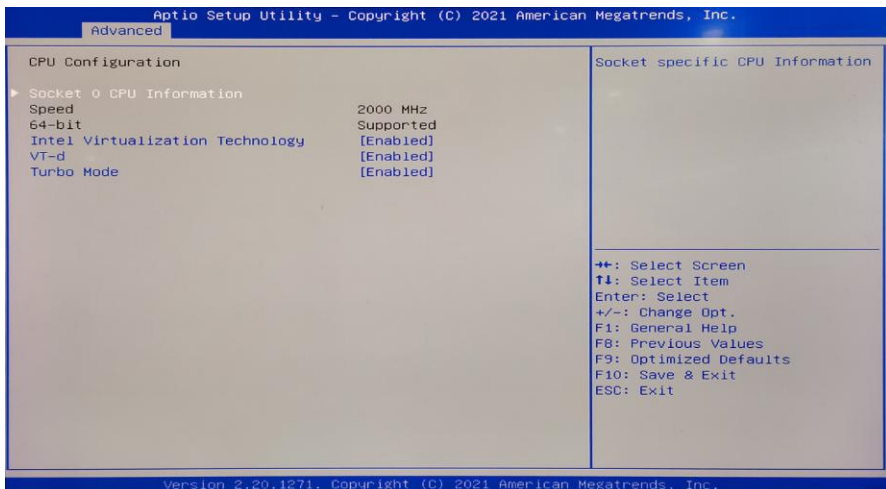 Aptio Setup Utility – Copyright (C) 2021 American Megatrends, Inc.
Advanced
CPU Configuration
Socket specific CPU Information
▶ Socket 0 CPU Information
Speed 2000 MHz
64-bit Supported
Intel Virtualization Technology [Enabled]
VT-d [Enabled]
Turbo Mode [Enabled]
→←: Select Screen
↑↓: Select Item
Enter: Select
+/-: Change Opt.
F1: General Help
F8: Previous Values
F9: Optimized Defaults
F10: Save & Exit
ESC: Exit
Version 2.20.1271. Copyright (C) 2021 American Megatrends, Inc.